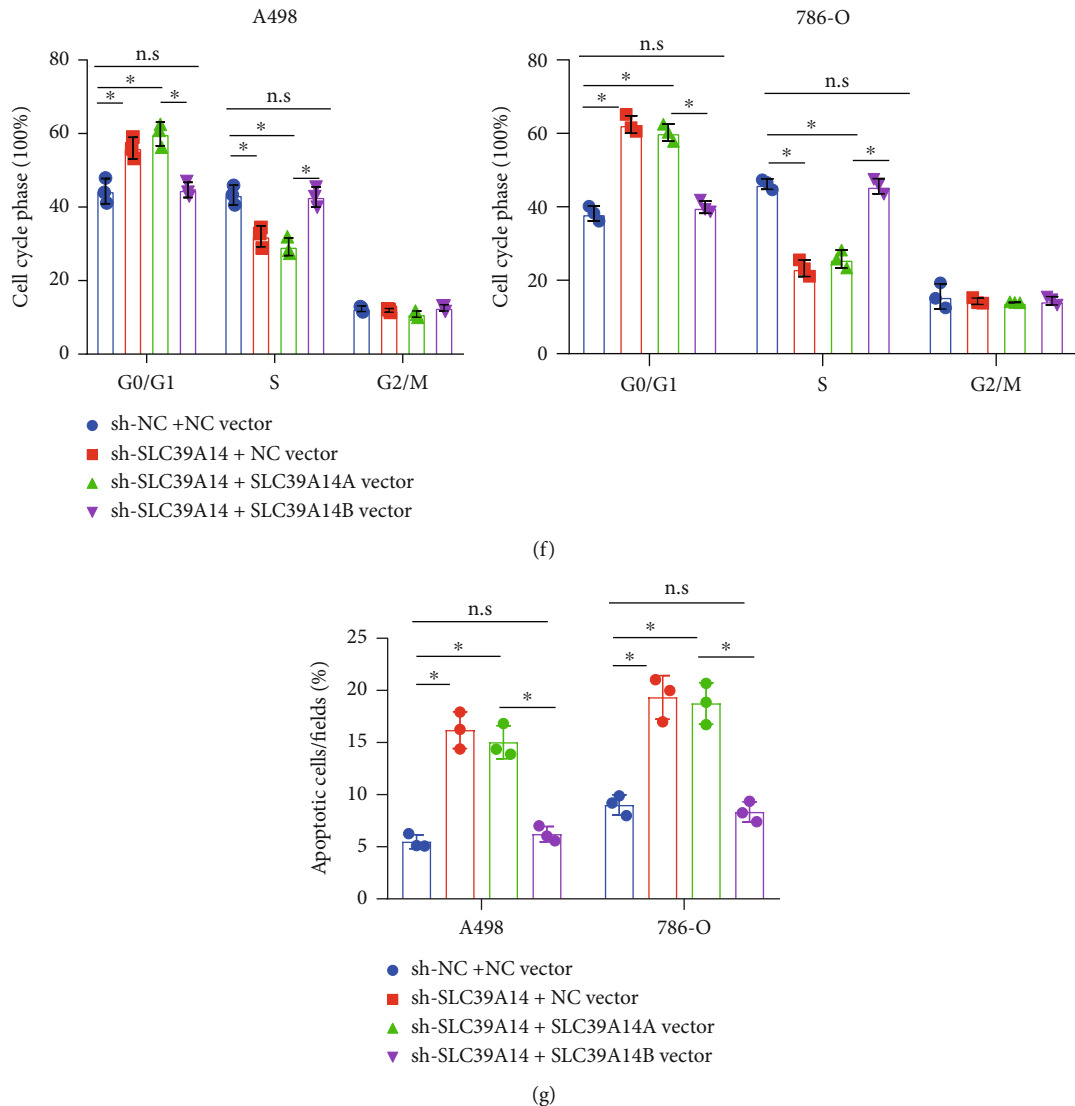 A498
n.s
*
*
*
n.s
*
*
*
80
60
40
20
0
Cell cycle phase (100%)
G0/G1
S
G2/M
786-O
n.s
*
*
*
n.s
*
*
*
80
60
40
20
0
Cell cycle phase (100%)
G0/G1
S
G2/M
sh-NC +NC vector
sh-SLC39A14 + NC vector
sh-SLC39A14 + SLC39A14A vector
sh-SLC39A14 + SLC39A14B vector
(f)
n.s
*
*
*
n.s
*
*
*
25
20
15
10
5
0
Apoptotic cells/fields (%)
A498
786-O
sh-NC +NC vector
sh-SLC39A14 + NC vector
sh-SLC39A14 + SLC39A14A vector
sh-SLC39A14 + SLC39A14B vector
(g)